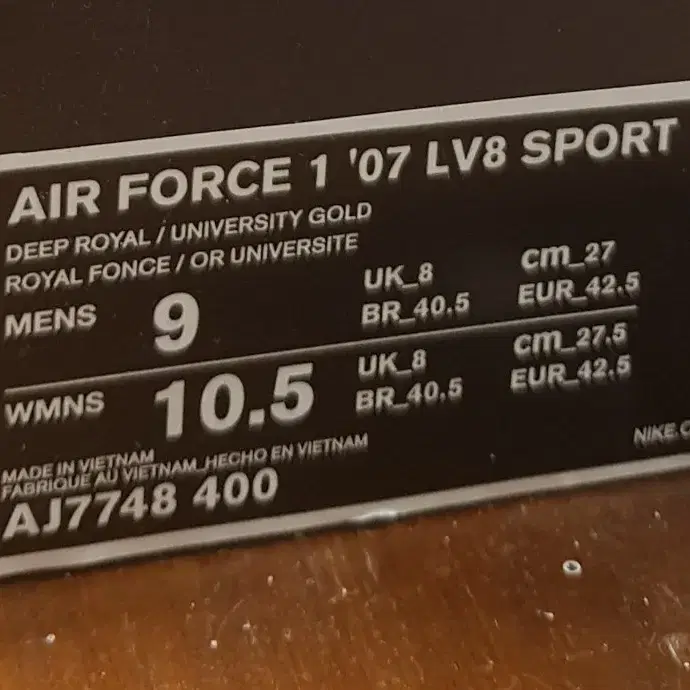 AIR FORCE 1 '07 LV8 SPORT
DEEP ROYAL / UNIVERSITY GOLD
ROYAL FONCE / OR UNIVERSITE
MENS 9 UK_8 cm_27
BR_40.5 EUR_42.5
WMNS 10.5 UK_8 cm_27.5
BR_40.5 EUR_42.5
MADE IN VIETNAM
FABRIQUE AU VIETNAM_HECHO EN VIETNAM
NIKE.C
AJ7748 400